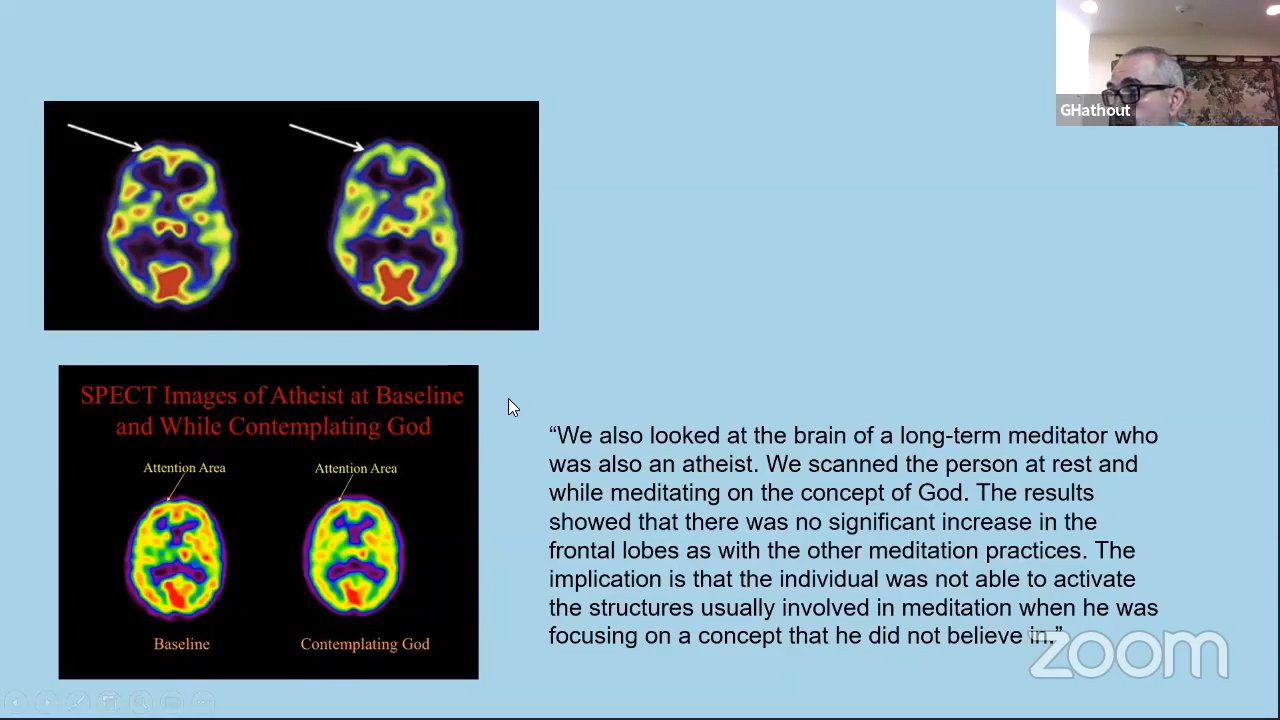 GHathout
SPECT Images of Atheist at Baseline
and While Contemplating God
Attention Area
Attention Area
Baseline
Contemplating God
“We also looked at the brain of a long-term meditator who
was also an atheist. We scanned the person at rest and
while meditating on the concept of God. The results
showed that there was no significant increase in the
frontal lobes as with the other meditation practices. The
implication is that the individual was not able to activate
the structures usually involved in meditation when he was
focusing on a concept that he did not believe in.”
zoom